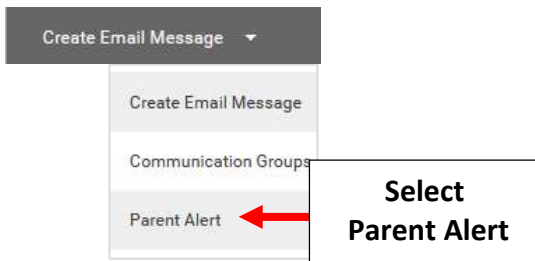 Create Email Message
Create Email Message
Communication Groups
Parent Alert
Select
Parent Alert